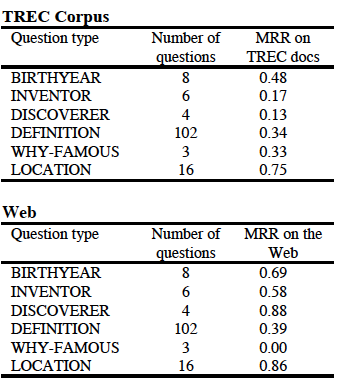 TREC Corpus
Question type Number of questions MRR on TREC docs
BIRTHYEAR 8 0.48
INVENTOR 6 0.17
DISCOVERER 4 0.13
DEFINITION 102 0.34
WHY-FAMOUS 3 0.33
LOCATION 16 0.75
Web
Question type Number of questions MRR on the Web
BIRTHYEAR 8 0.69
INVENTOR 6 0.58
DISCOVERER 4 0.88
DEFINITION 102 0.39
WHY-FAMOUS 3 0.00
LOCATION 16 0.86